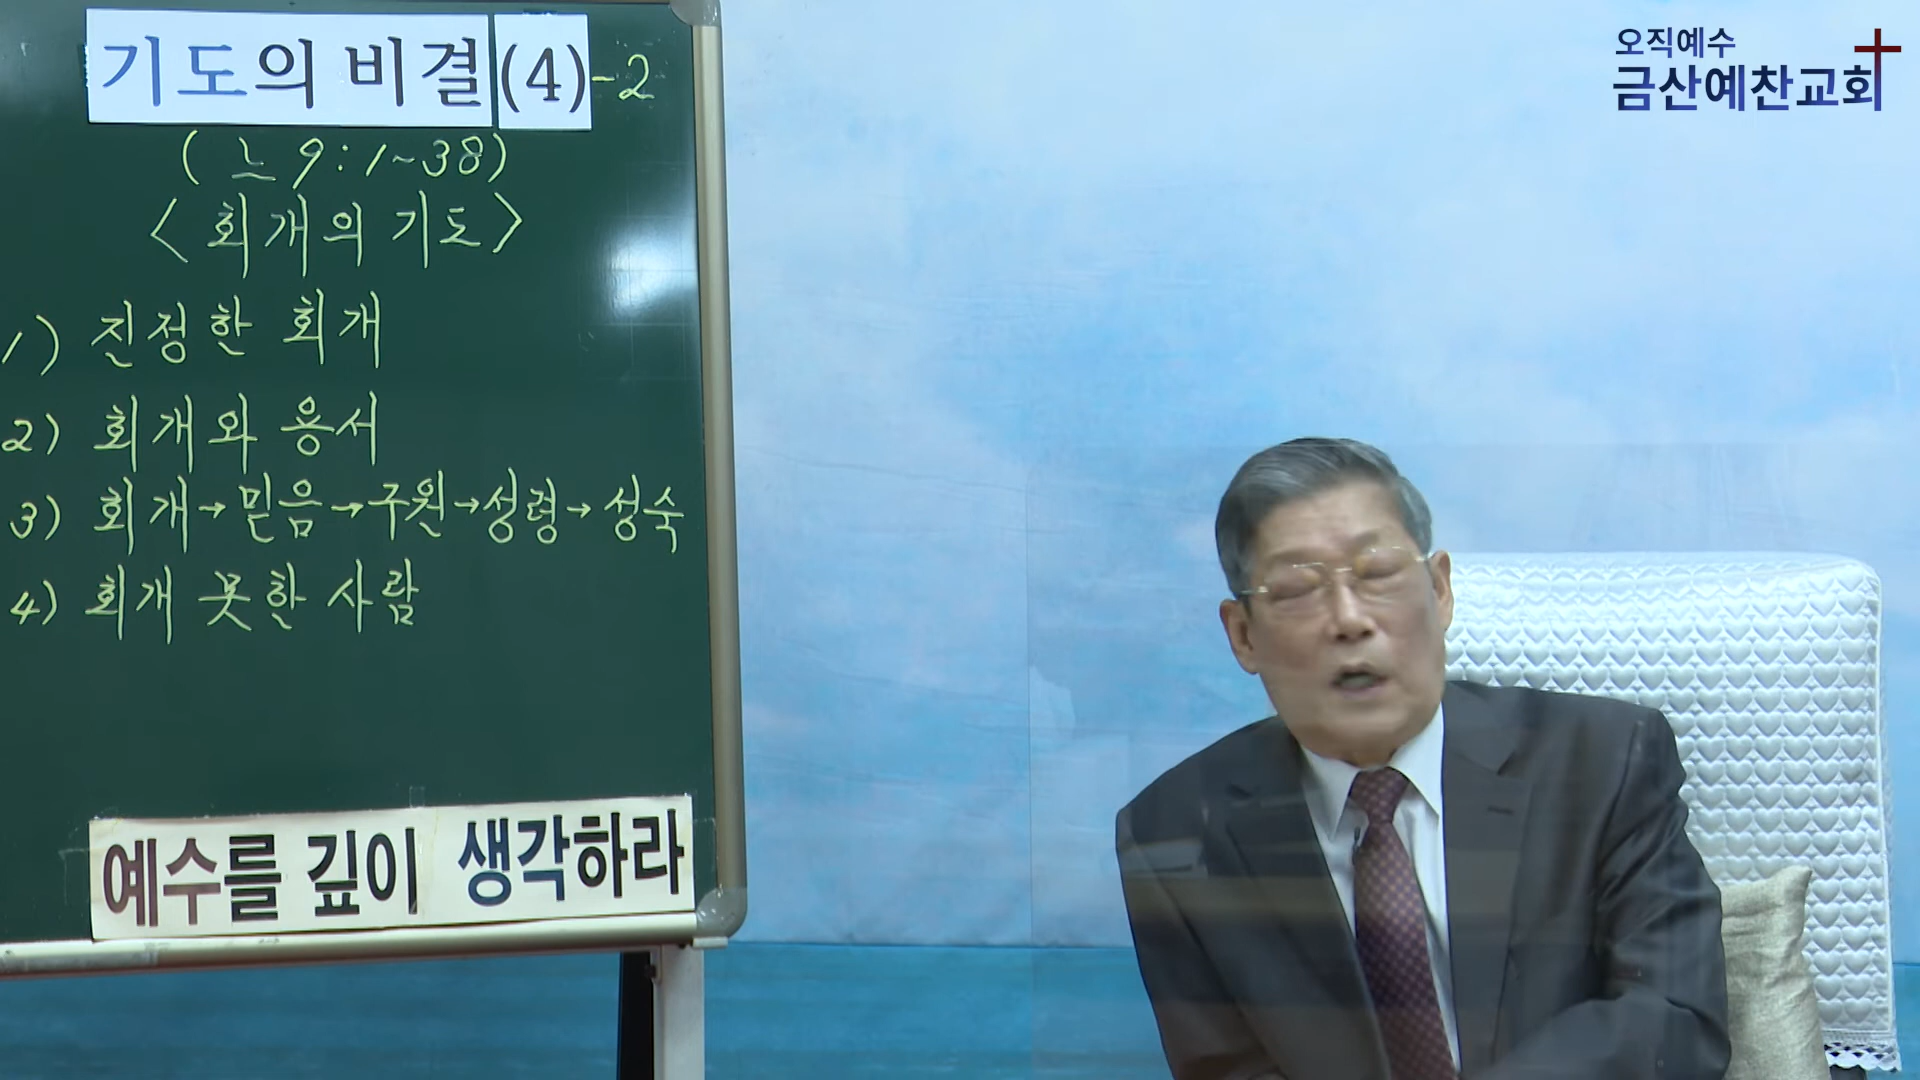 기도의 비결 (4)-2
(느 9:1~38)
<회개의 기도>
1) 진정한 회개
2) 회개와 용서
3) 회개→믿음→구원→성령→성숙
4) 회개 못한 사람
예수를 깊이 생각하라
오직예수
금산예찬교회